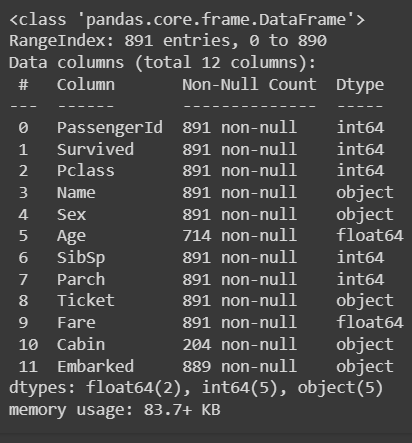 <class 'pandas.core.frame.DataFrame'>
RangeIndex: 891 entries, 0 to 890
Data columns (total 12 columns):
 #   Column       Non-Null Count  Dtype
---  ------       --------------  -----
 0   PassengerId  891 non-null    int64
 1   Survived     891 non-null    int64
 2   Pclass       891 non-null    int64
 3   Name         891 non-null    object
 4   Sex          891 non-null    object
 5   Age          714 non-null    float64
 6   SibSp        891 non-null    int64
 7   Parch        891 non-null    int64
 8   Ticket       891 non-null    object
 9   Fare         891 non-null    float64
 10  Cabin        204 non-null    object
 11  Embarked     889 non-null    object
dtypes: float64(2), int64(5), object(5)
memory usage: 83.7+ KB